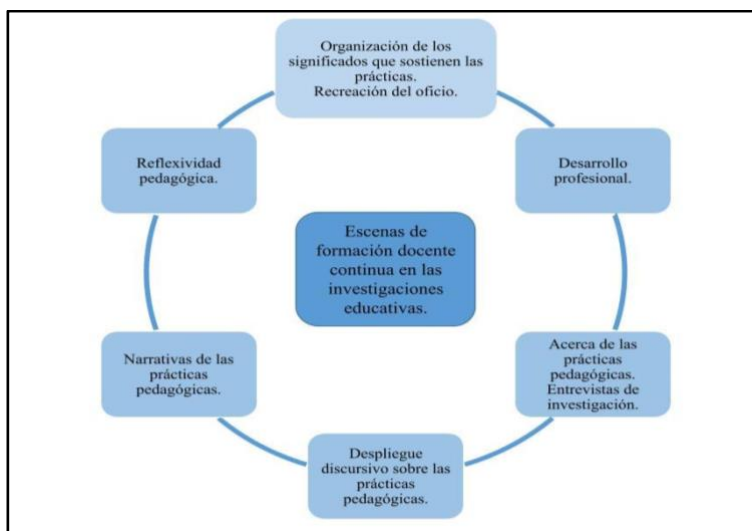 Organización de los
significados que sostienen las
prácticas.
Recreación del oficio.
Desarrollo
profesional.
Acerca de las
prácticas
pedagógicas.
Entrevistas de
investigación.
Despliegue
discursivo sobre las
prácticas
pedagógicas.
Narrativas de las
prácticas
pedagógicas.
Reflexividad
pedagógica.
Escenas de
formación docente
continua en las
investigaciones
educativas.